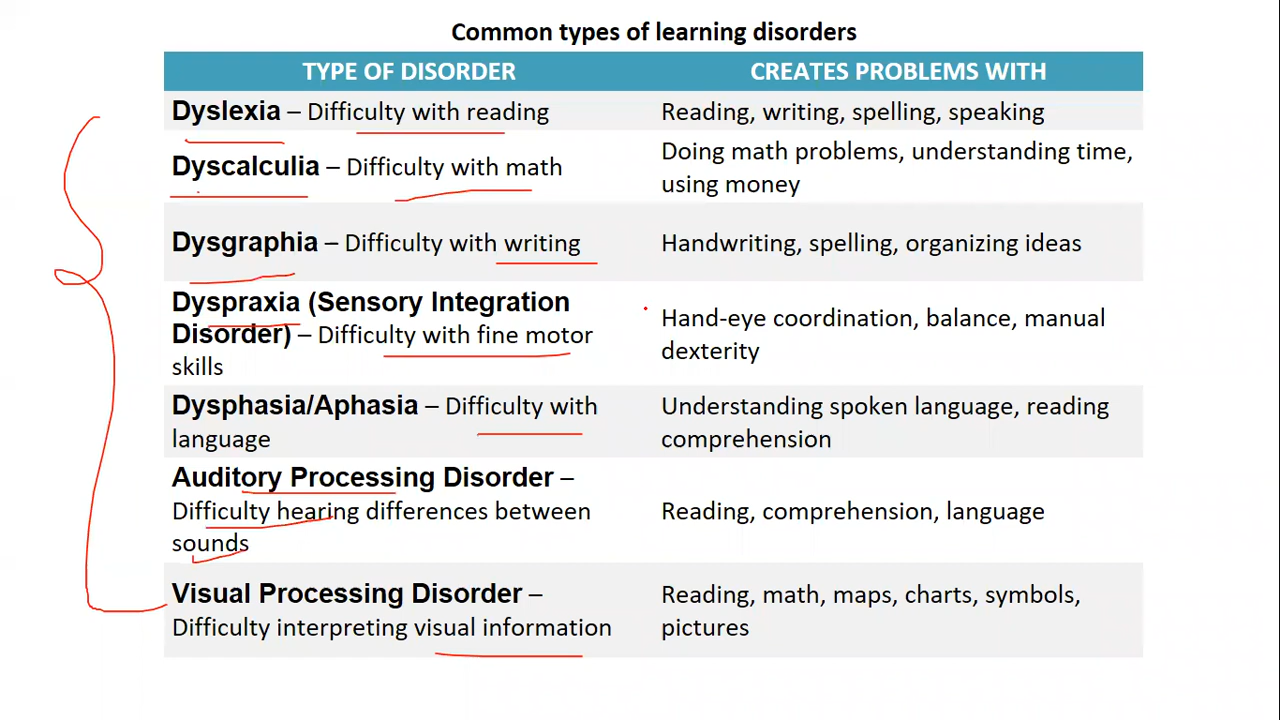 Common types of learning disorders
TYPE OF DISORDER CREATES PROBLEMS WITH
Dyslexia – Difficulty with reading Reading, writing, spelling, speaking
Dyscalculia – Difficulty with math Doing math problems, understanding time,
using money
Dysgraphia – Difficulty with writing Handwriting, spelling, organizing ideas
Dyspraxia (Sensory Integration
Disorder) – Difficulty with fine motor
skills
Hand-eye coordination, balance, manual
dexterity
Dysphasia/Aphasia – Difficulty with
language
Understanding spoken language, reading
comprehension
Auditory Processing Disorder –
Difficulty hearing differences between
sounds
Reading, comprehension, language
Visual Processing Disorder –
Difficulty interpreting visual information
Reading, math, maps, charts, symbols,
pictures